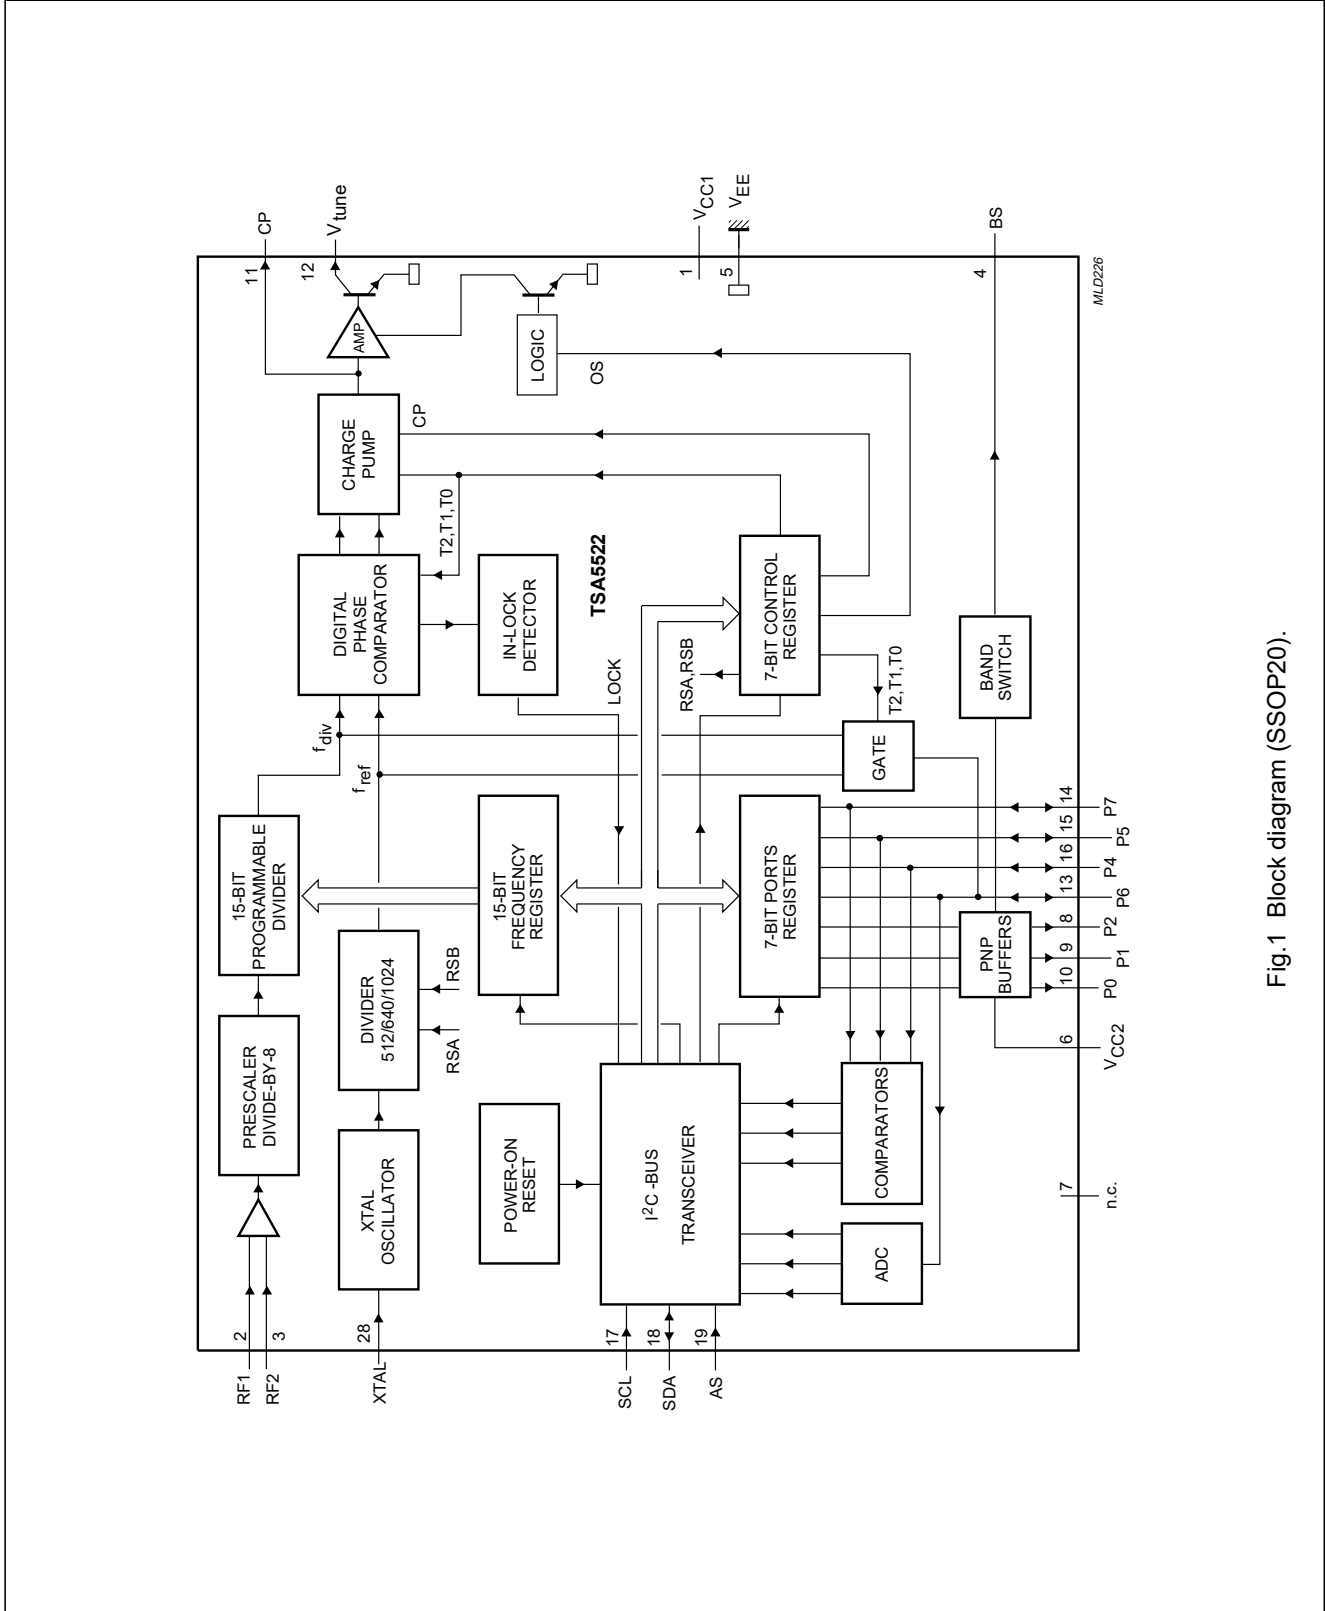 RF1
RF2
2
3
PRESCALER
DIVIDE-BY-8
15-BIT
PROGRAMMABLE
DIVIDER
fdiv
DIGITAL
PHASE
COMPARATOR
CHARGE
PUMP
AMP
11
CP
12
Vtune
XTAL
28
XTAL
OSCILLATOR
DIVIDER
512/640/1024
RSA
RSB
fref
T2,T1,T0
CP
POWER-ON
RESET
15-BIT
FREQUENCY
REGISTER
IN-LOCK
DETECTOR
LOGIC
OS
TSA5522
LOCK
SCL
17
SDA
18
AS
19
I2C -BUS
TRANSCEIVER
RSA,RSB
1
VCC1
5
VEE
7-BIT PORTS
REGISTER
7-BIT CONTROL
REGISTER
T2,T1,T0
GATE
ADC
COMPARATORS
PNP
BUFFERS
BAND
SWITCH
4
BS
7
n.c.
6
VCC2
10
P0
9
P1
8
P2
13
P6
16
P4
15
P5
14
P7
MLD226
Fig.1 Block diagram (SSOP20).